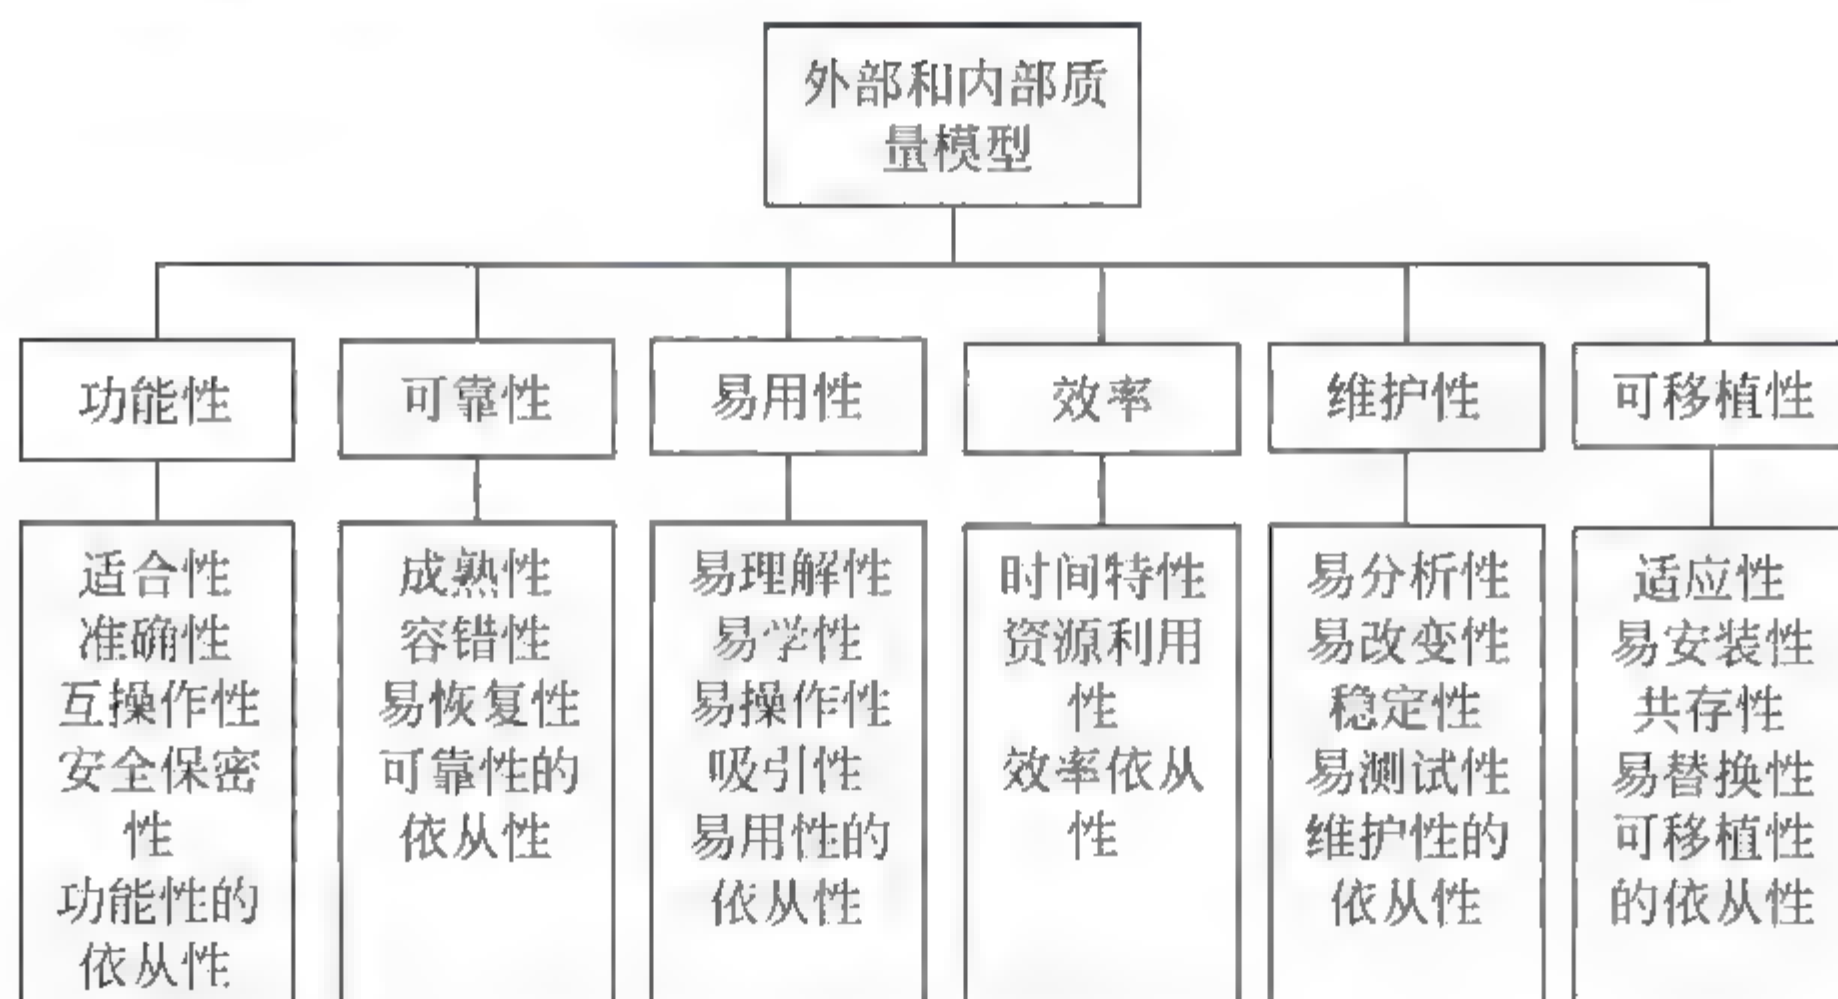 外部和内部质
量模型
功能性
可靠性
易用性
效率
维护性
可移植性
适合性
准确性
互操作性
安全保密
性
功能性的
依从性
成熟性
容错性
易恢复性
可靠性的
依从性
易理解性
易学性
易操作性
吸引性
易用性的
依从性
时间特性
资源利用
性
效率依从
性
易分析性
易改变性
稳定性
易测试性
维护性的
依从性
适应性
易安装性
共存性
易替换性
可移植性
的依从性